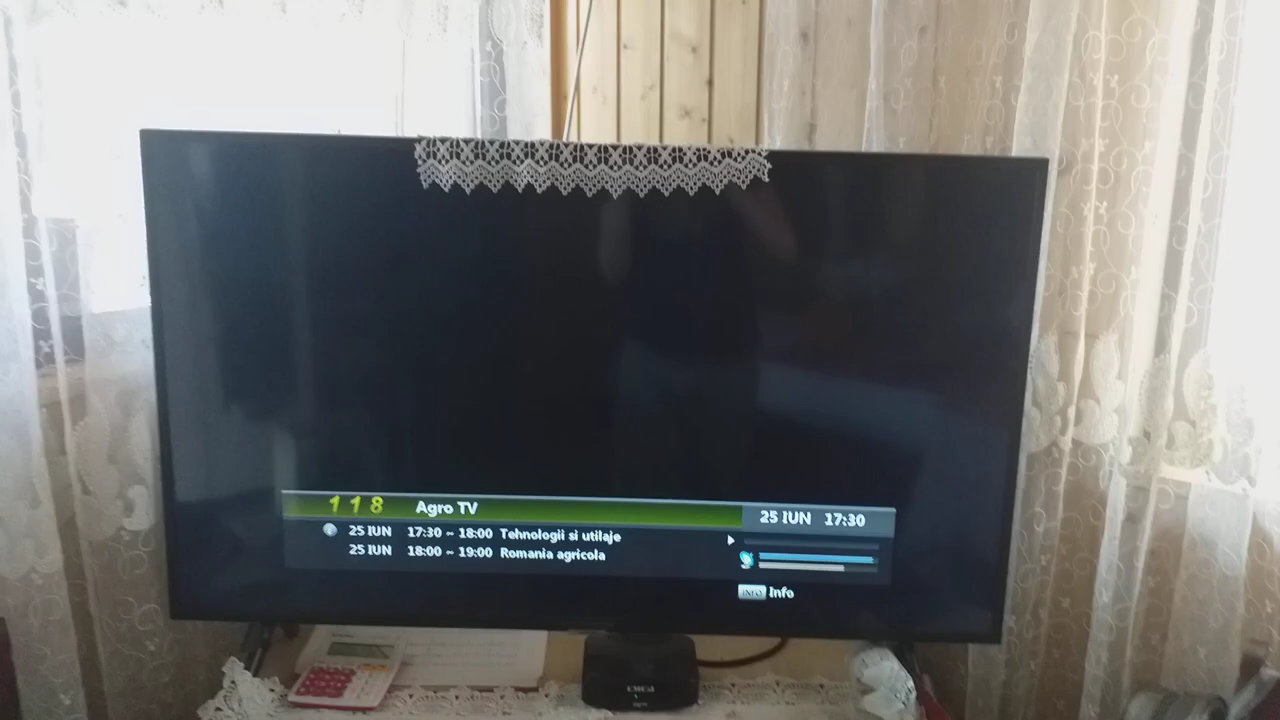 118 Agro TV 25 IUN 17:30
25 IUN 17:30 ~ 18:00 Tehnologii si utilaje
25 IUN 18:00 ~ 19:00 Romania agricola
INFO Info